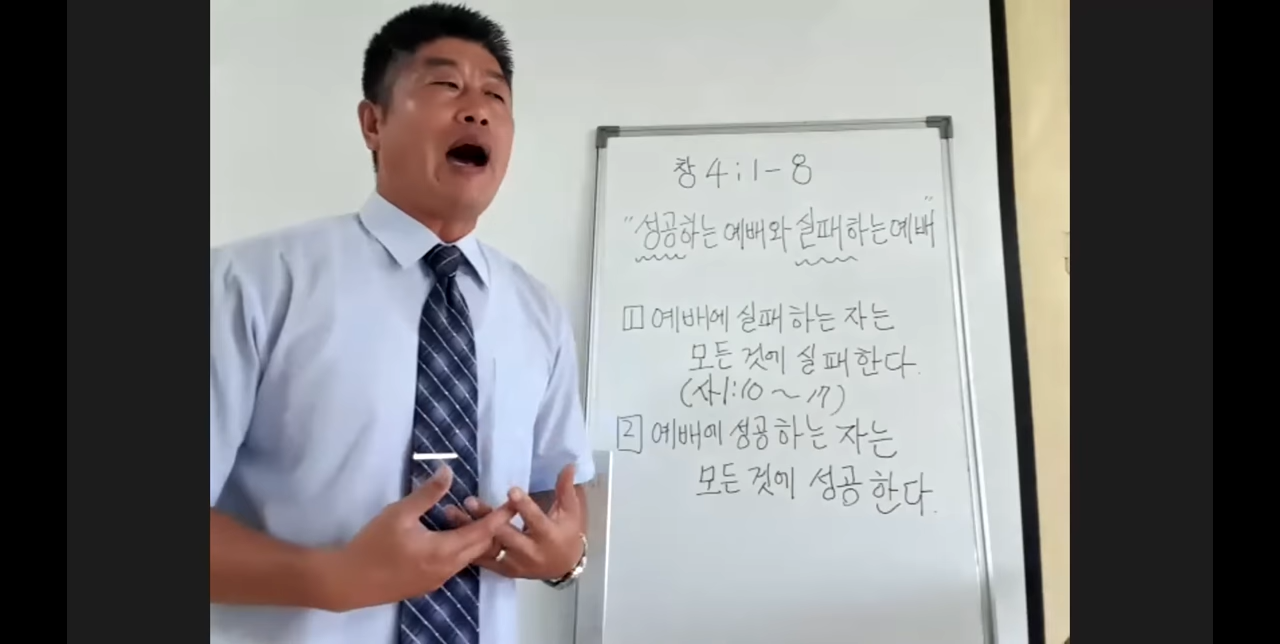 창 4:1-8
"성공하는 예배와 실패하는예배"
1 예배에 실패하는 자는
모든 것에 실패한다.
(사1:10~17)
2 예배에 성공하는 자는
모든 것에 성공한다.